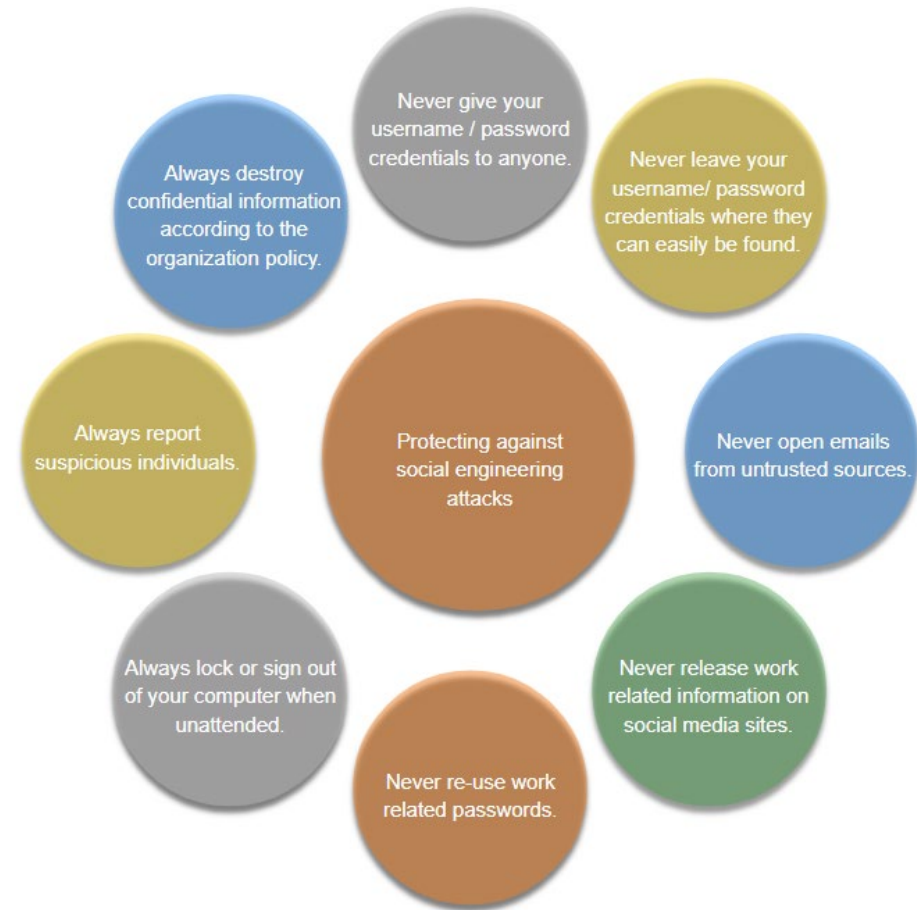 Never give your
username / password
credentials to anyone.
Never leave your
username/ password
credentials where they
can easily be found.
Never open emails
from untrusted sources.
Never release work
related information on
social media sites.
Never re-use work
related passwords.
Always lock or sign out
of your computer when
unattended.
Always report
suspicious individuals.
Always destroy
confidential information
according to the
organization policy.
Protecting against
social engineering
attacks